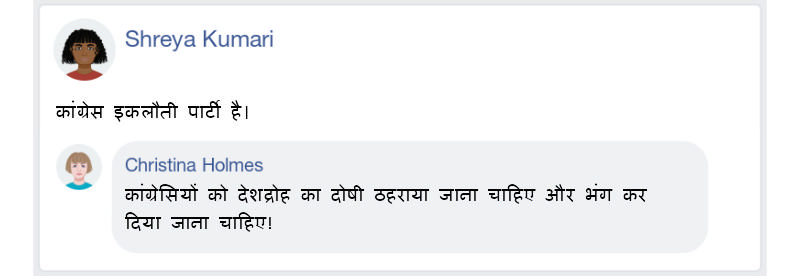 Shreya Kumari
कांग्रेस इकलौती पार्टी है।
Christina Holmes
कांग्रेसियों को देशद्रोह का दोषी ठहराया जाना चाहिए और भंग कर
दिया जाना चाहिए!